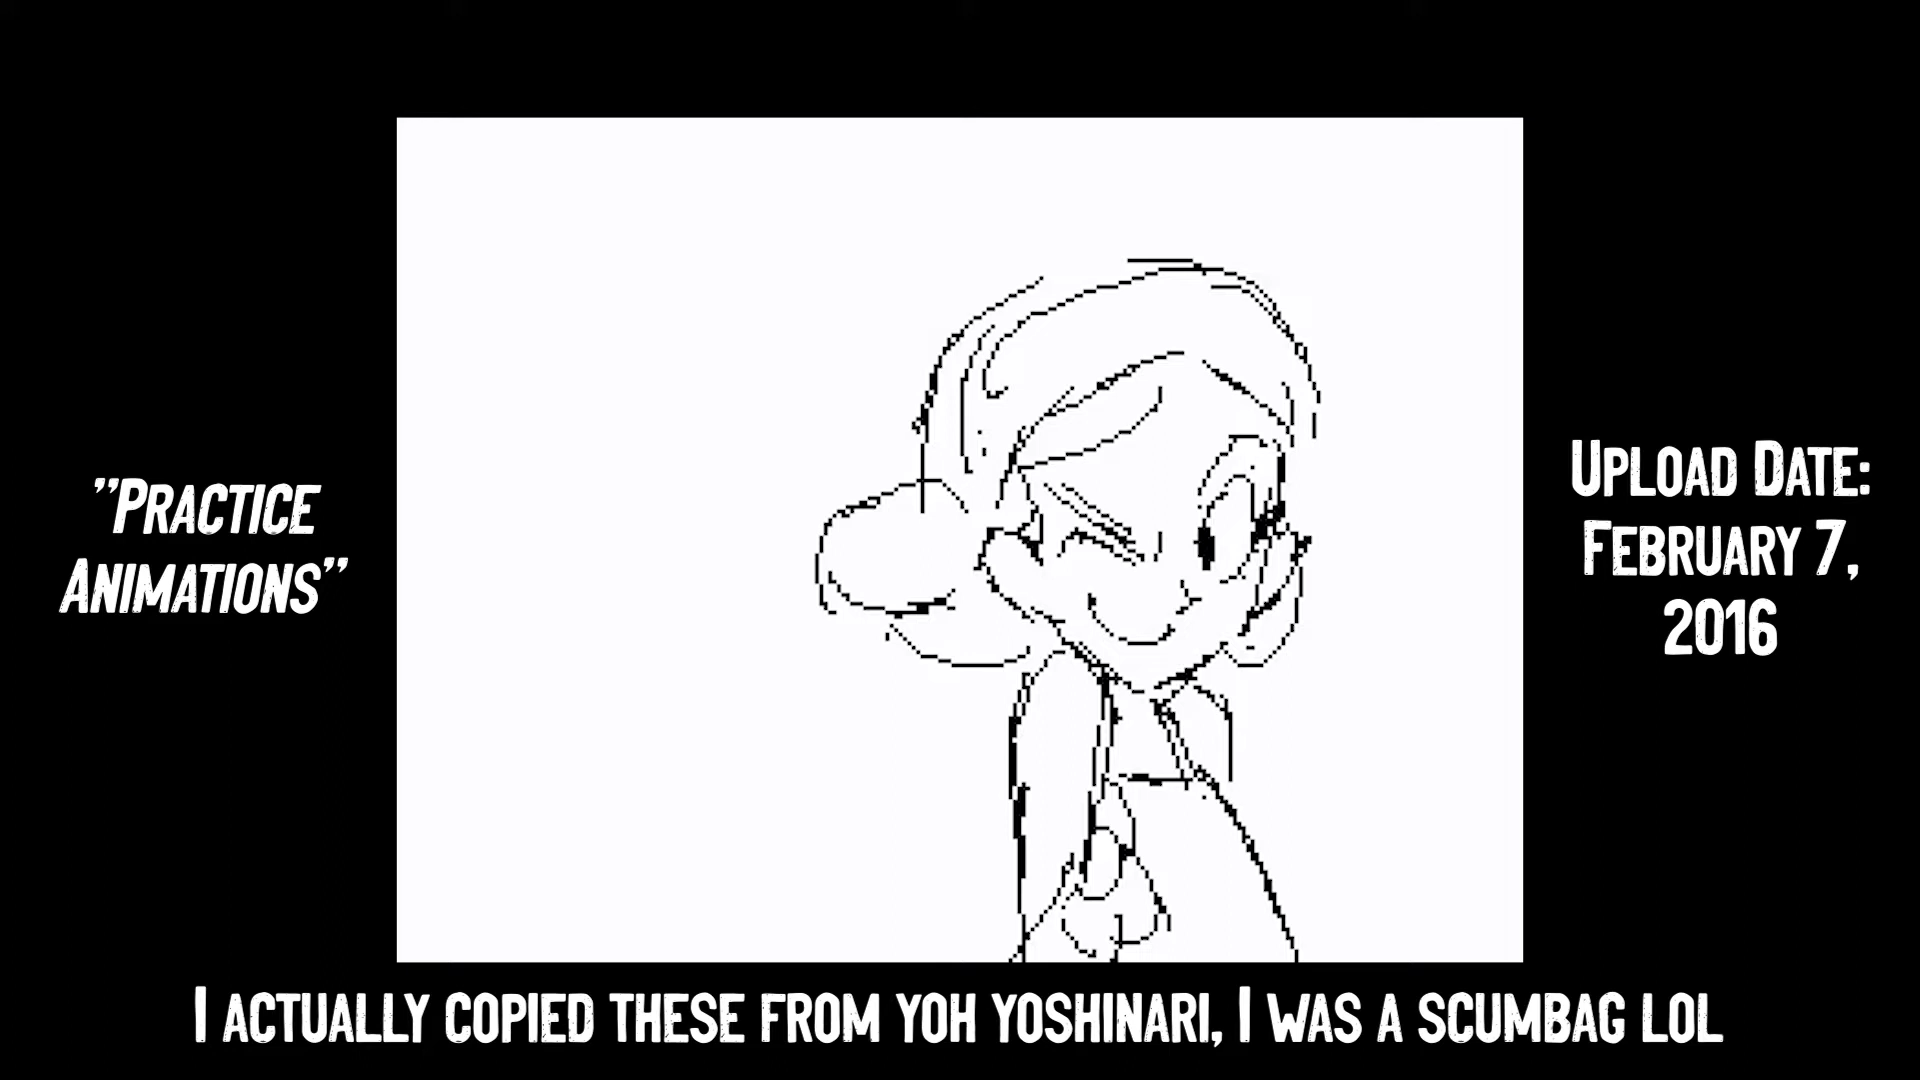 ”Practice
Animations”
Upload Date:
February 7,
2016
I actually copied these from yoh yoshinari, I was a scumbag lol